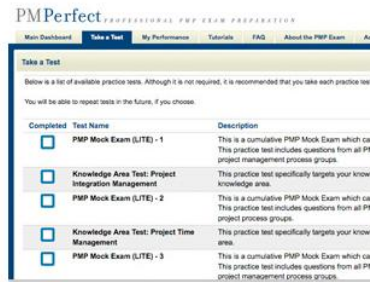 PMPerfect PROFESSIONAL PMP EXAM PREPARATION
Main Dashboard Take a Test My Performance Tutorials FAQ About the PMP Exam
Take a Test
Below is a list of available practice tests. Although it is not required, it is recommended that you take each practice tes
You will be able to repeat tests in the future, if you choose.
Completed Test Name Description
PMP Mock Exam (LITE) - 1
This is a cumulative PMP Mock Exam which ca
This practice test includes questions from all PM
project management process groups.
Knowledge Area Test: Project
Integration Management
This practice test specifically targets your know
knowledge area.
PMP Mock Exam (LITE) - 2
This is a cumulative PMP Mock Exam which ca
This practice test includes questions from all PM
project process groups.
Knowledge Area Test: Project Time
Management
This practice test specifically targets your know
area.
PMP Mock Exam (LITE) - 3
This is a cumulative PMP Mock Exam which ca
This practice test includes questions from all PM
project management process groups.